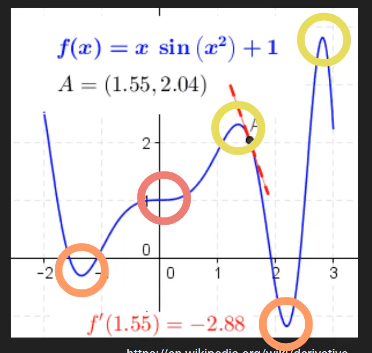 f(x) = x sin (x²) + 1
A = (1.55, 2.04)
A
2
1
0
-2 -1 0 1 2 3
f′(1.55) = −2.88
https://en.wikipedia.org/wiki/derivative